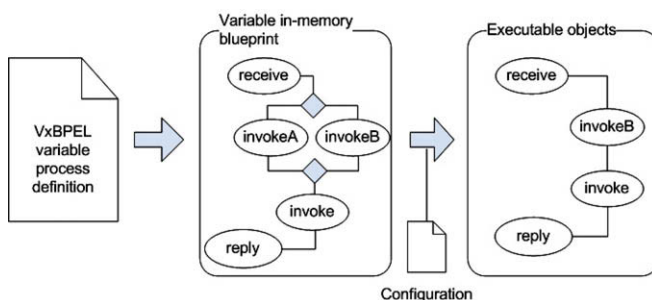 VxBPEL
variable
process
definition
Variable in-memory
blueprint
receive
invokeA
invokeB
invoke
reply
Configuration
Executable objects
receive
invokeB
invoke
reply